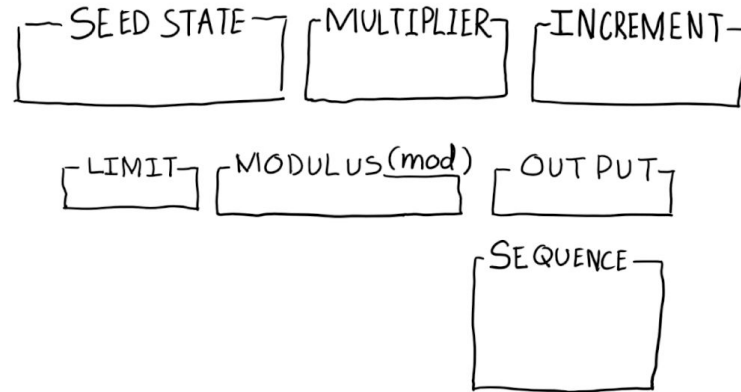 SEED STATE MULTIPLIER INCREMENT
LIMIT MODULUS (mod) OUTPUT
SEQUENCE